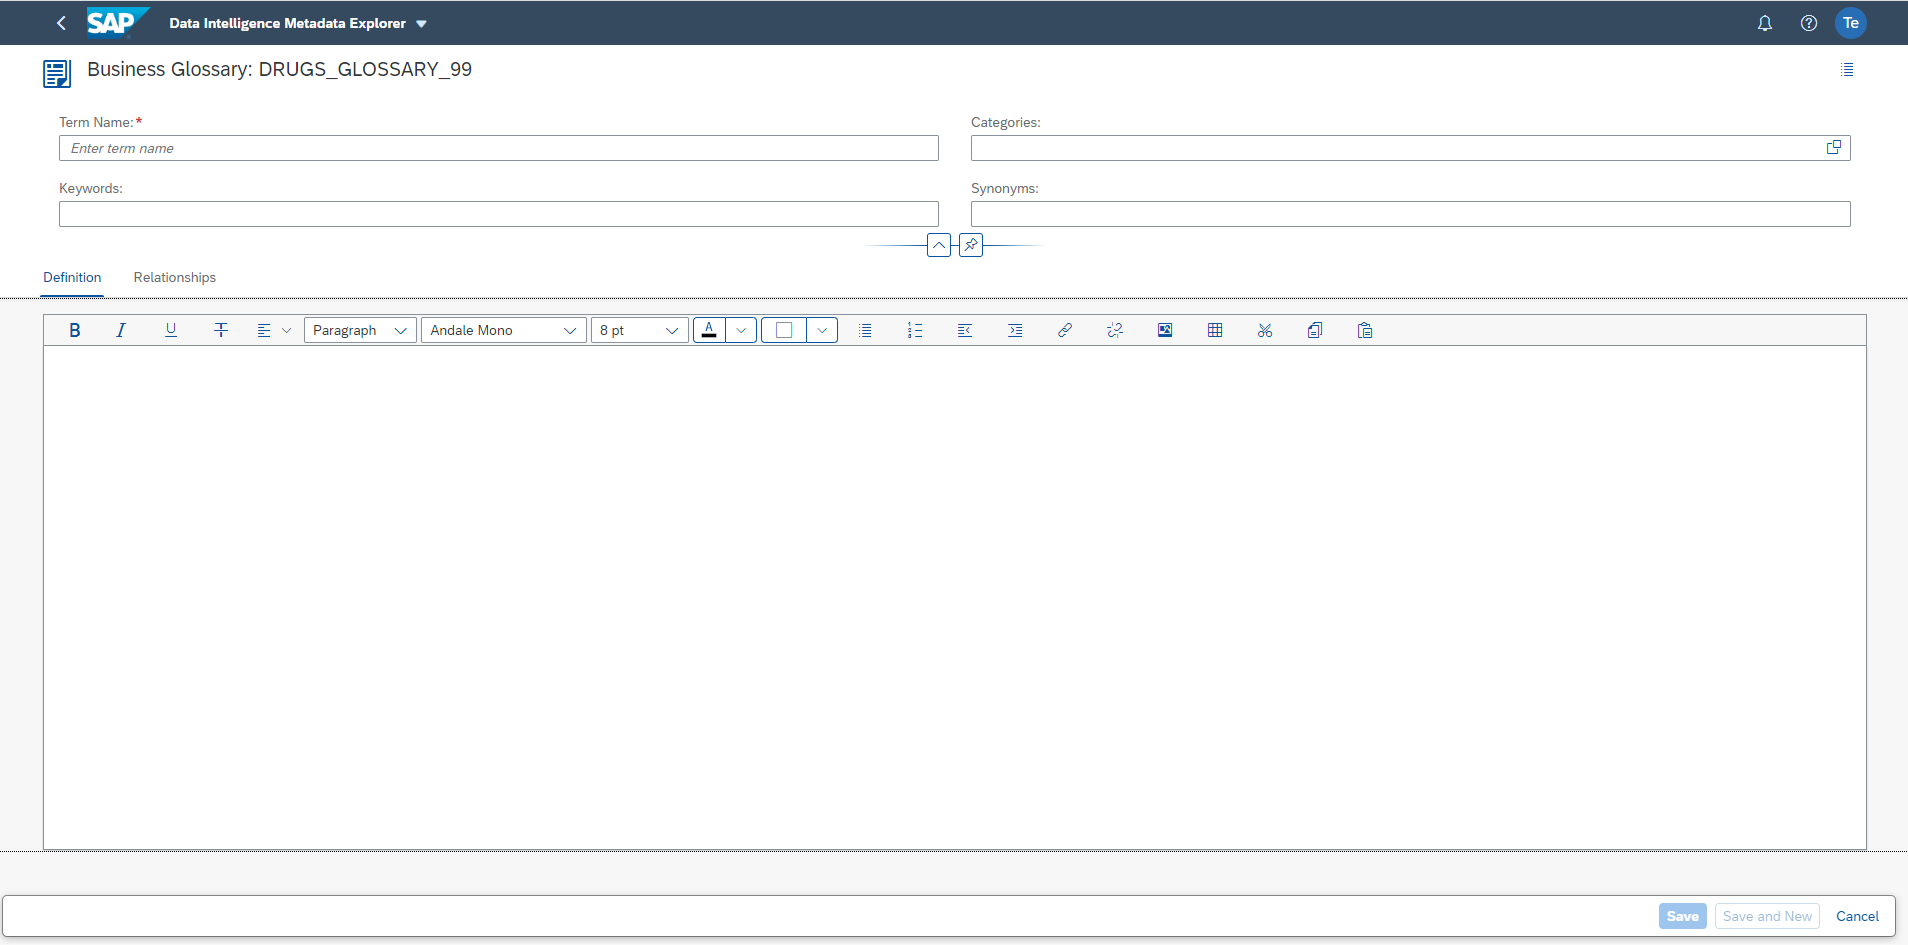 SAP Data Intelligence Metadata Explorer Te
Business Glossary: DRUGS_GLOSSARY_99
Term Name:* Categories:
Enter term name
Keywords: Synonyms:
Definition Relationships
B I U T Paragraph Andale Mono 8 pt A
Save Save and New Cancel